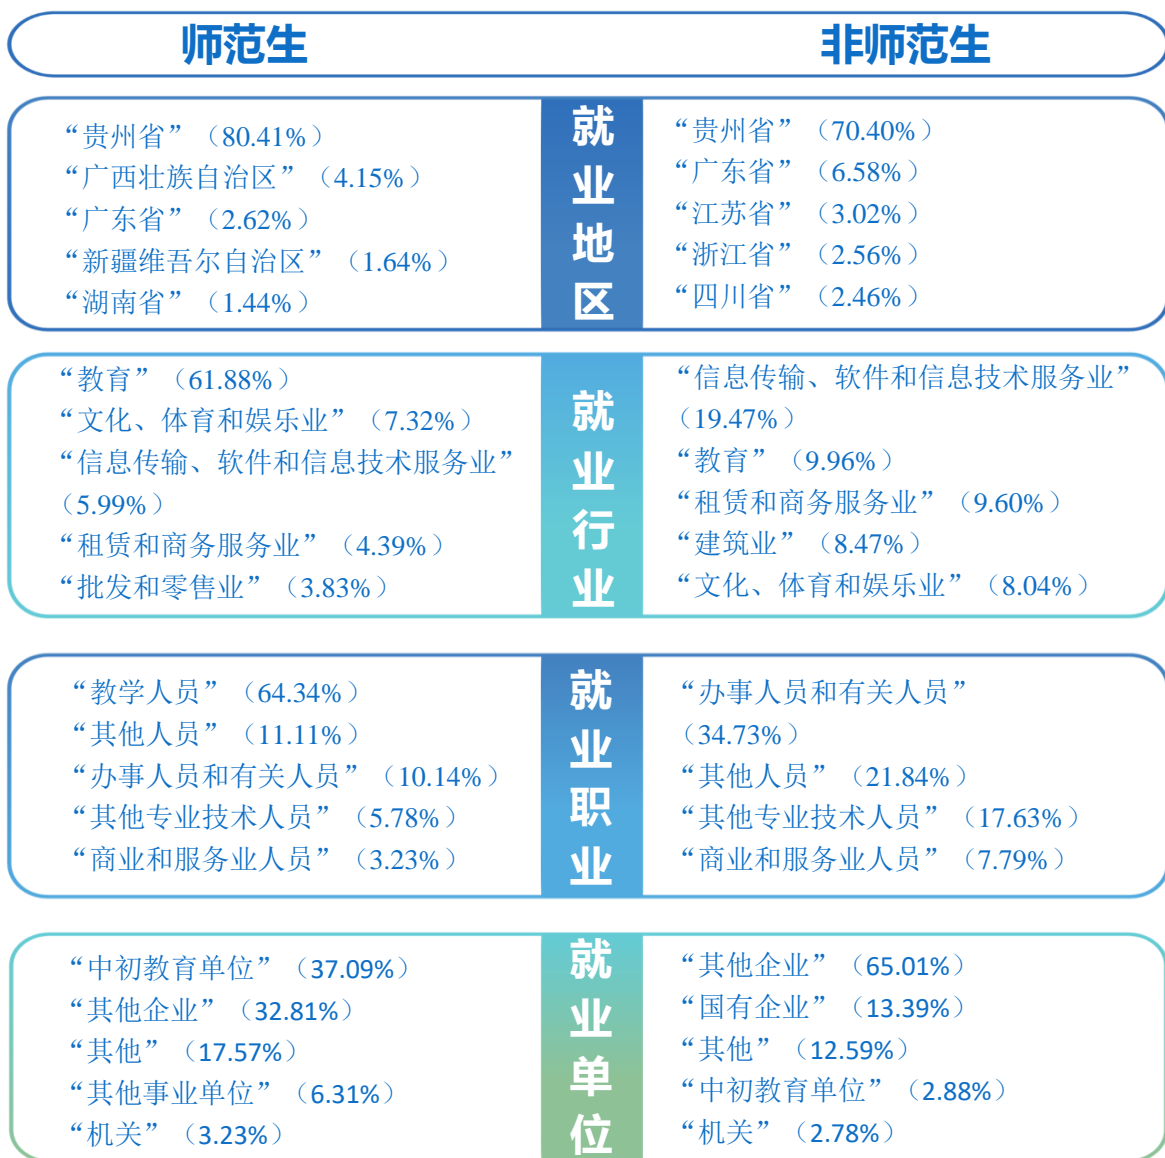 师范生
非师范生
“贵州省”（80.41%）
“广西壮族自治区”（4.15%）
“广东省”（2.62%）
“新疆维吾尔自治区”（1.64%）
“湖南省”（1.44%）
就业地区
“贵州省”（70.40%）
“广东省”（6.58%）
“江苏省”（3.02%）
“浙江省”（2.56%）
“四川省”（2.46%）
“教育”（61.88%）
“文化、体育和娱乐业”（7.32%）
“信息传输、软件和信息技术服务业”
（5.99%）
“租赁和商务服务业”（4.39%）
“批发和零售业”（3.83%）
就业行业
“信息传输、软件和信息技术服务业”
（19.47%）
“教育”（9.96%）
“租赁和商务服务业”（9.60%）
“建筑业”（8.47%）
“文化、体育和娱乐业”（8.04%）
“教学人员”（64.34%）
“其他人员”（11.11%）
“办事人员和有关人员”（10.14%）
“其他专业技术人员”（5.78%）
“商业和服务业人员”（3.23%）
就业职业
“办事人员和有关人员”
（34.73%）
“其他人员”（21.84%）
“其他专业技术人员”（17.63%）
“商业和服务业人员”（7.79%）
“中初教育单位”（37.09%）
“其他企业”（32.81%）
“其他”（17.57%）
“其他事业单位”（6.31%）
“机关”（3.23%）
就业单位
“其他企业”（65.01%）
“国有企业”（13.39%）
“其他”（12.59%）
“中初教育单位”（2.88%）
“机关”（2.78%）